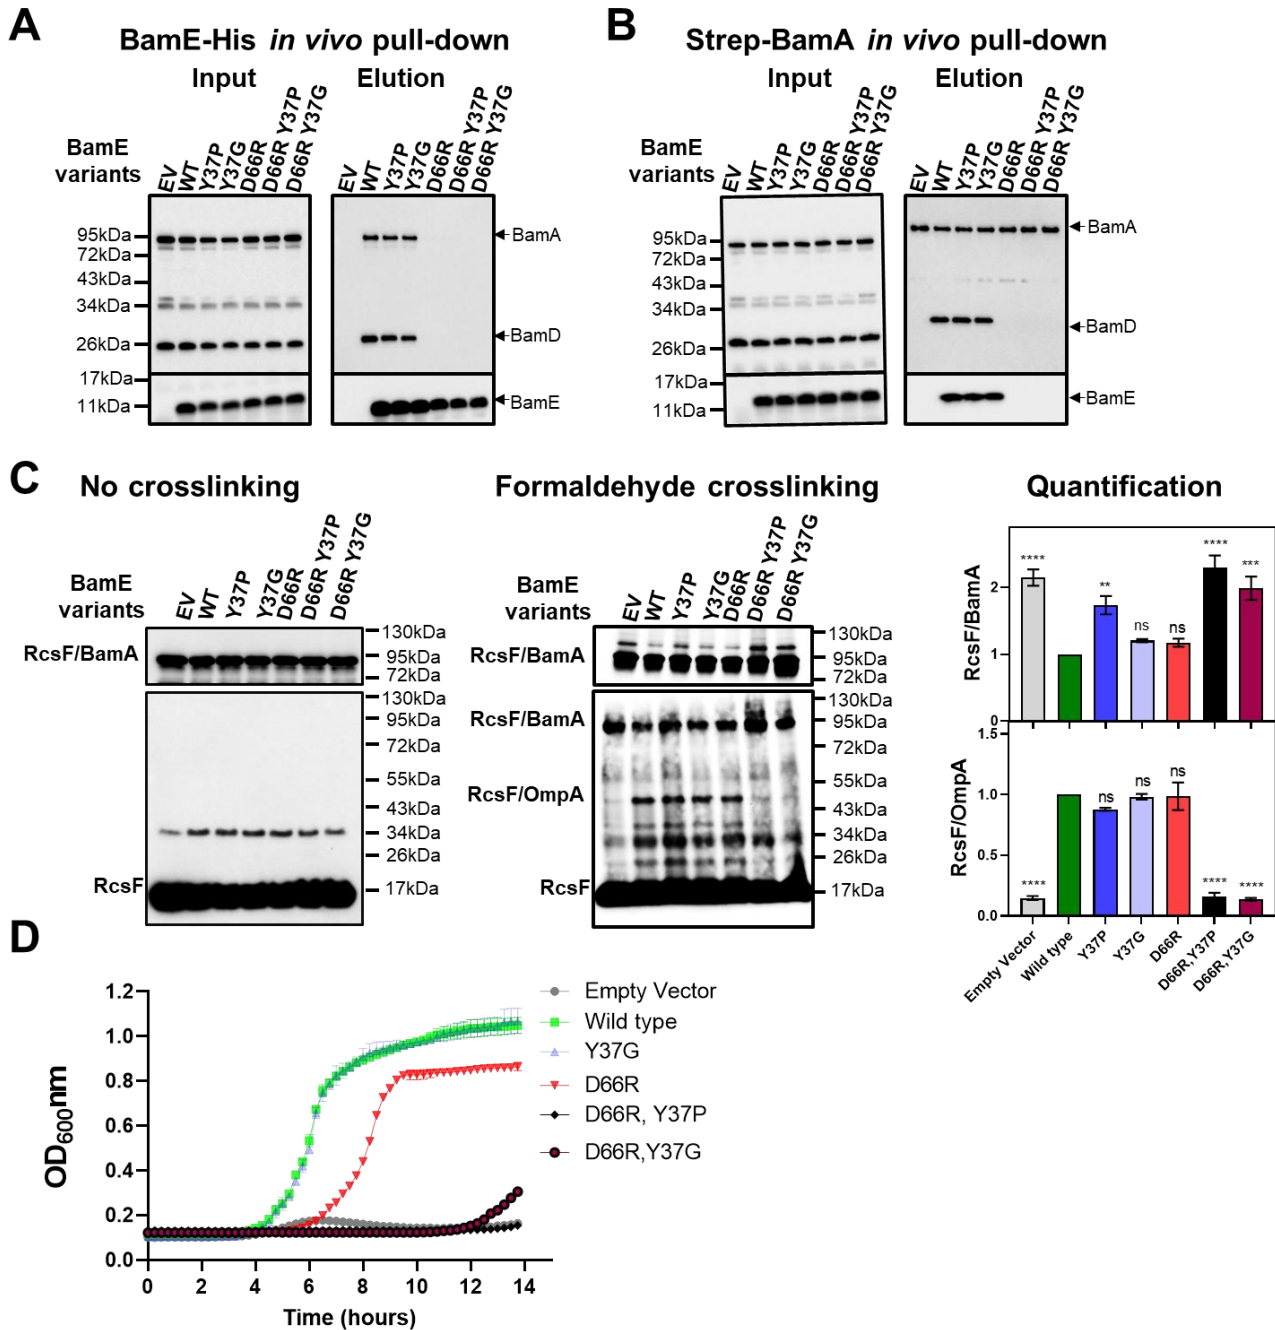 A
BamE-His in vivo pull-down
Input
Elution
BamE
variants
EV
WT
Y37P
Y37G
D66R
D66R Y37P
D66R Y37G
EV
WT
Y37P
Y37G
D66R
D66R Y37P
D66R Y37G
95kDa
72kDa
43kDa
34kDa
26kDa
17kDa
11kDa
BamA
BamD
BamE
B
Strep-BamA in vivo pull-down
Input
Elution
BamE
variants
EV
WT
Y37P
Y37G
D66R
D66R Y37P
D66R Y37G
EV
WT
Y37P
Y37G
D66R
D66R Y37P
D66R Y37G
95kDa
72kDa
43kDa
34kDa
26kDa
17kDa
11kDa
BamA
BamD
BamE
C
No crosslinking
BamE
variants
EV
WT
Y37P
Y37G
D66R
D66R Y37P
D66R Y37G
RcsF/BamA
RcsF
130kDa
95kDa
72kDa
130kDa
95kDa
72kDa
55kDa
43kDa
34kDa
26kDa
17kDa
Formaldehyde crosslinking
BamE
variants
EV
WT
Y37P
Y37G
D66R
D66R Y37P
D66R Y37G
RcsF/BamA
RcsF/BamA
RcsF/OmpA
RcsF
130kDa
95kDa
72kDa
130kDa
95kDa
72kDa
55kDa
43kDa
34kDa
26kDa
17kDa
Quantification
RcsF/BamA
2
1
0
****
**
ns
ns
****
***
RcsF/OmpA
1.5
1.0
0.5
0.0
****
ns
ns
ns
****
****
Empty Vector
Wild type
Y37P
Y37G
D66R
D66R,Y37P
D66R,Y37G
D
OD600nm
1.2
1.0
0.8
0.6
0.4
0.2
0.0
0 2 4 6 8 10 12 14
Time (hours)
Empty Vector
Wild type
Y37G
D66R
D66R, Y37P
D66R,Y37G